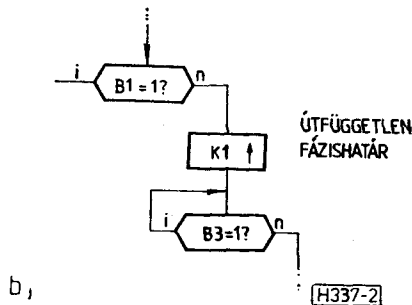 i
B1=1?
n
K1 ↑
ÚTFÜGGETLEN
FÁZISHATÁR
i
B3=1?
n
b,
H337-2